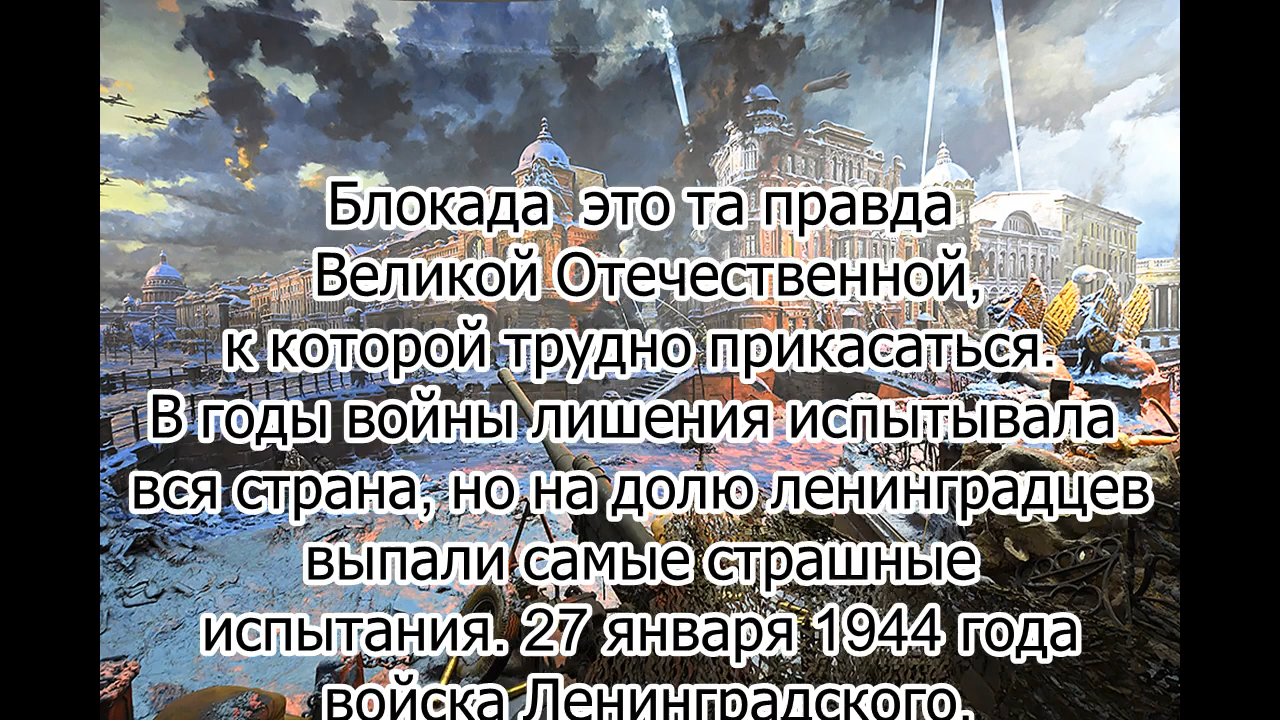 Блокада  это та правда
Великой Отечественной,
к которой трудно прикасаться.
В годы войны лишения испытывала
вся страна, но на долю ленинградцев
выпали самые страшные
испытания. 27 января 1944 года
войска Ленинградского,